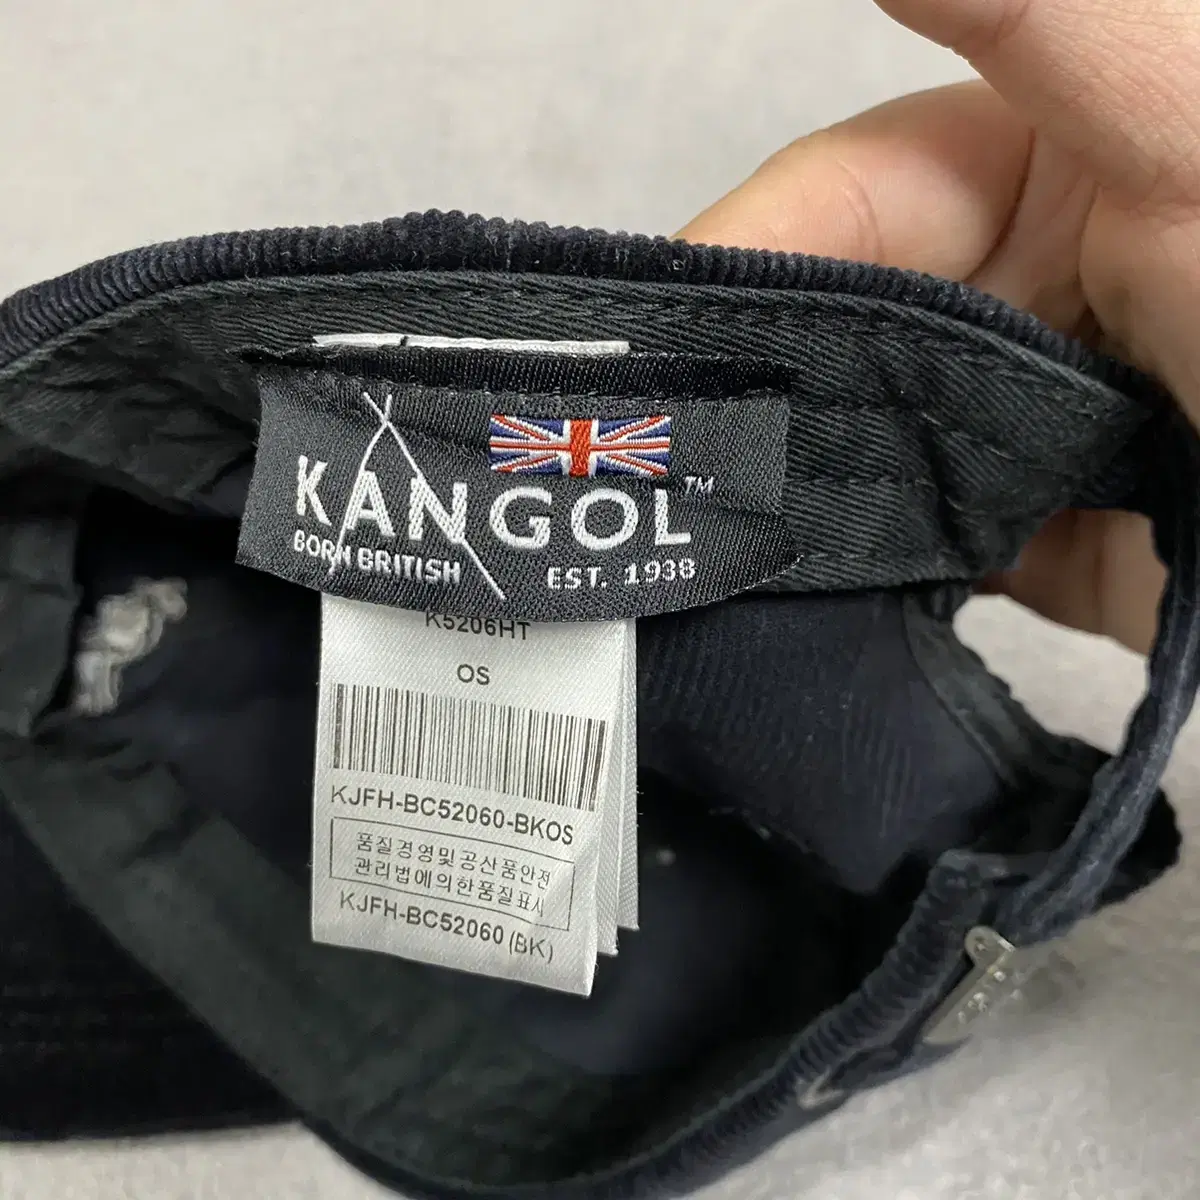 KANGOL™
BORN BRITISH EST. 1938
K5206HT
OS
KJFH-BC52060-BKOS
품질경영및공산품안전
관리법에의한품질표시
KJFH-BC52060 (BK)